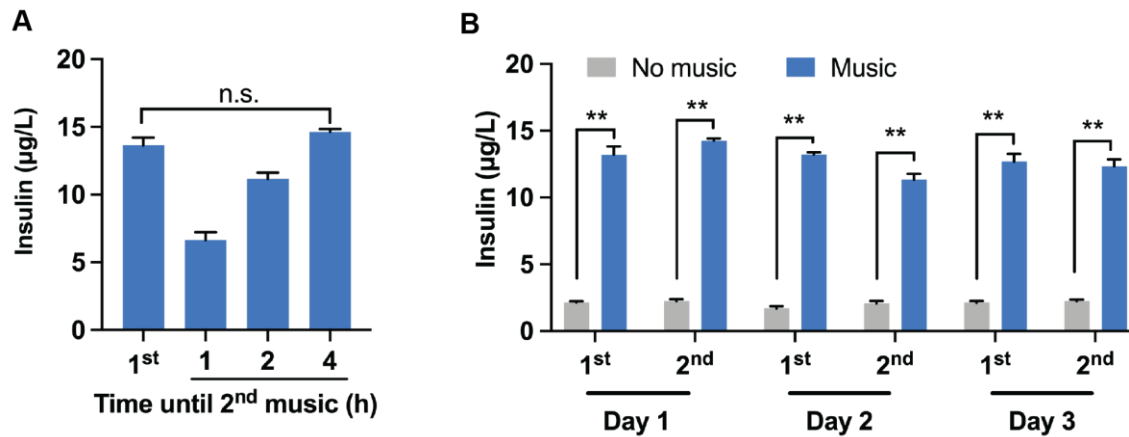 A
Insulin (µg/L)
20
15
10
5
0
n.s.
1st 1 2 4
Time until 2nd music (h)
B
No music Music
Insulin (µg/L)
20
15
10
5
0
** ** ** ** ** **
1st 2nd 1st 2nd 1st 2nd
Day 1 Day 2 Day 3